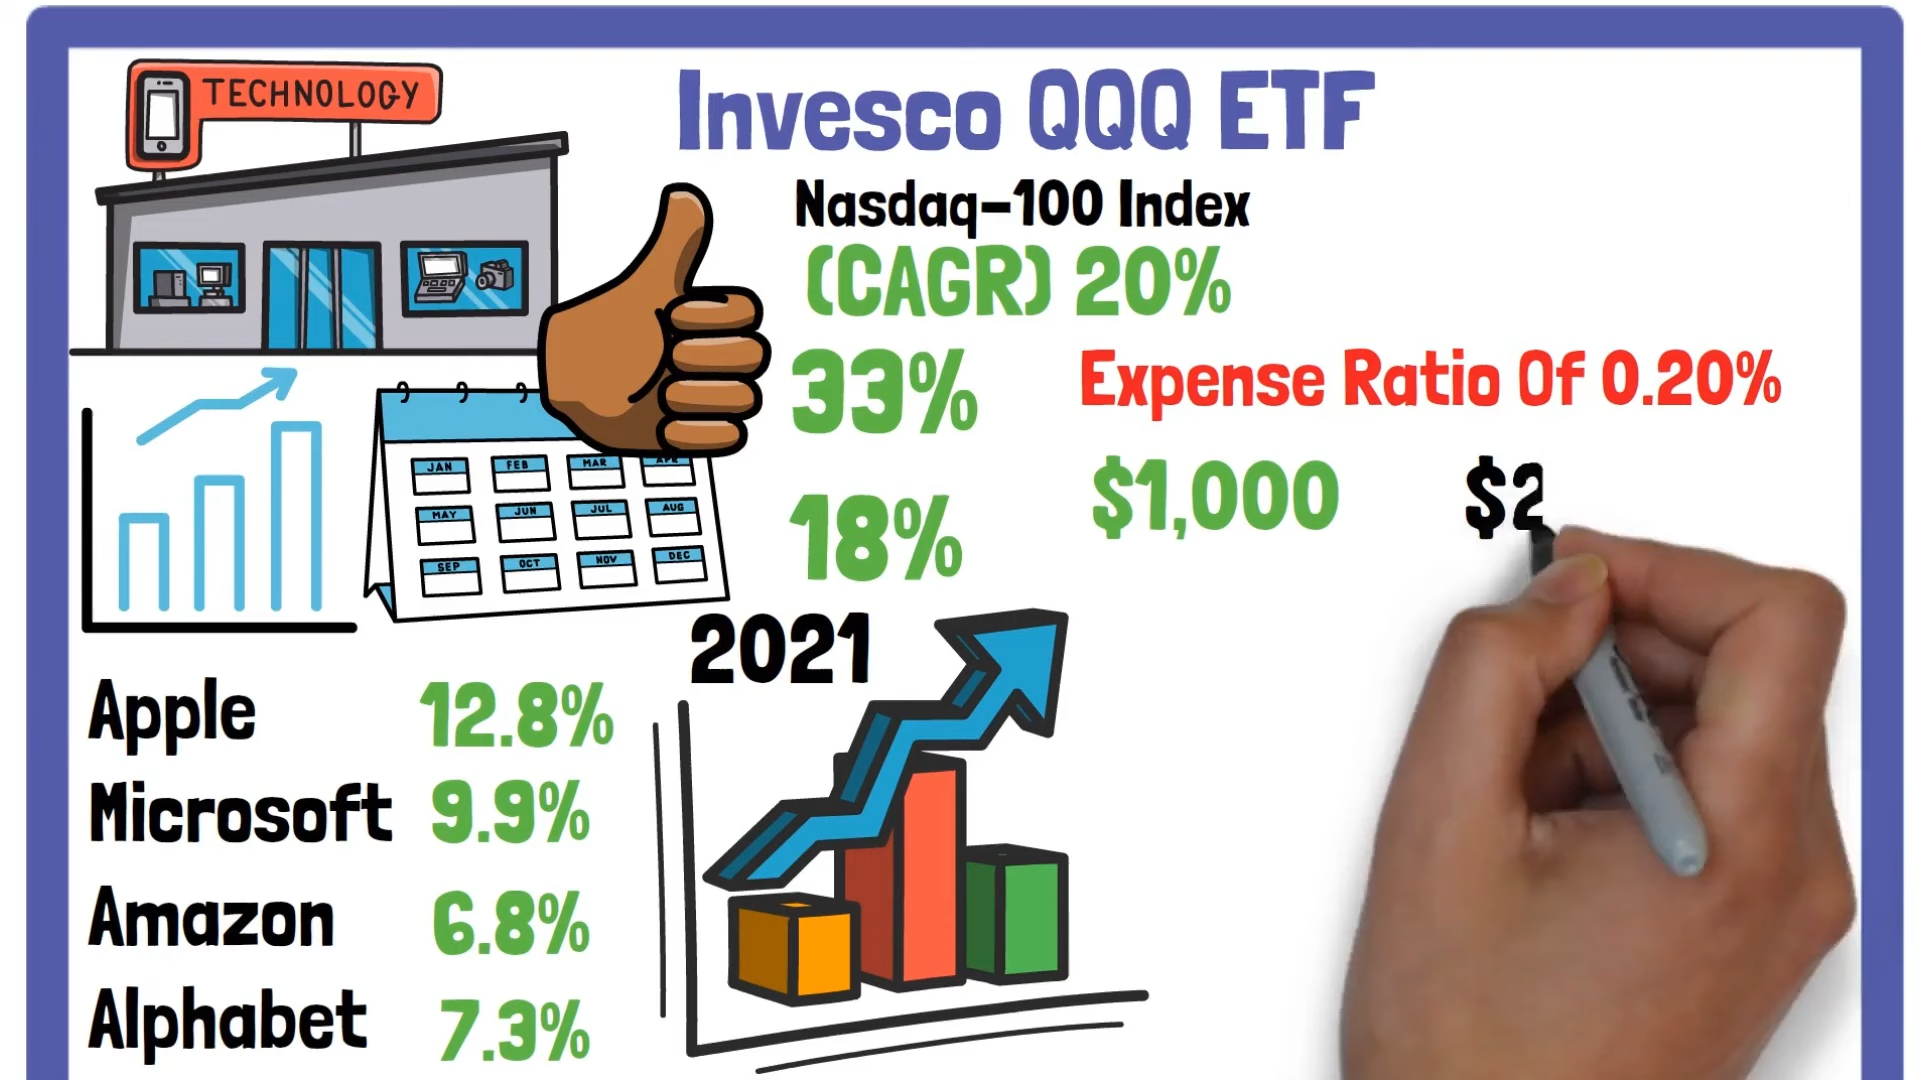 TECHNOLOGY
Invesco QQQ ETF
Nasdaq-100 Index
(CAGR) 20%
33%
Expense Ratio Of 0.20%
$1,000
$2
18%
JAN FEB MAR APR
MAY JUN JUL AUG
SEP OCT NOV DEC
2021
Apple 12.8%
Microsoft 9.9%
Amazon 6.8%
Alphabet 7.3%